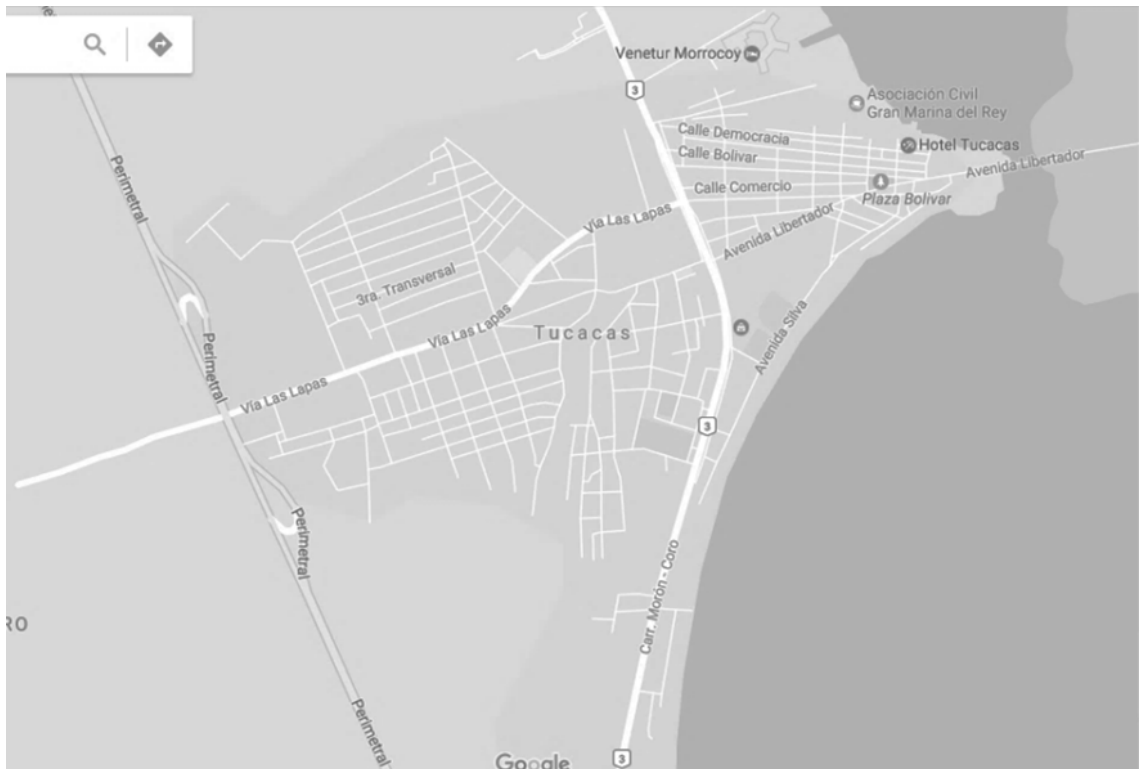 Venetur Morrocoy
3
Asociación Civil
Gran Marina del Rey
Calle Democracia
Hotel Tucacas
Calle Bolivar
Avenida Libertador
Perimetral
Calle Comercio
Plaza Bolivar
Vía Las Lapas
Avenida Libertador
3ra. Transversal
Vía Las Lapas
Tucacas
Avenida Silva
Perimetral
Vía Las Lapas
3
Perimetral
Carr. Morón - Coro
RO
Perimetral
Google
3